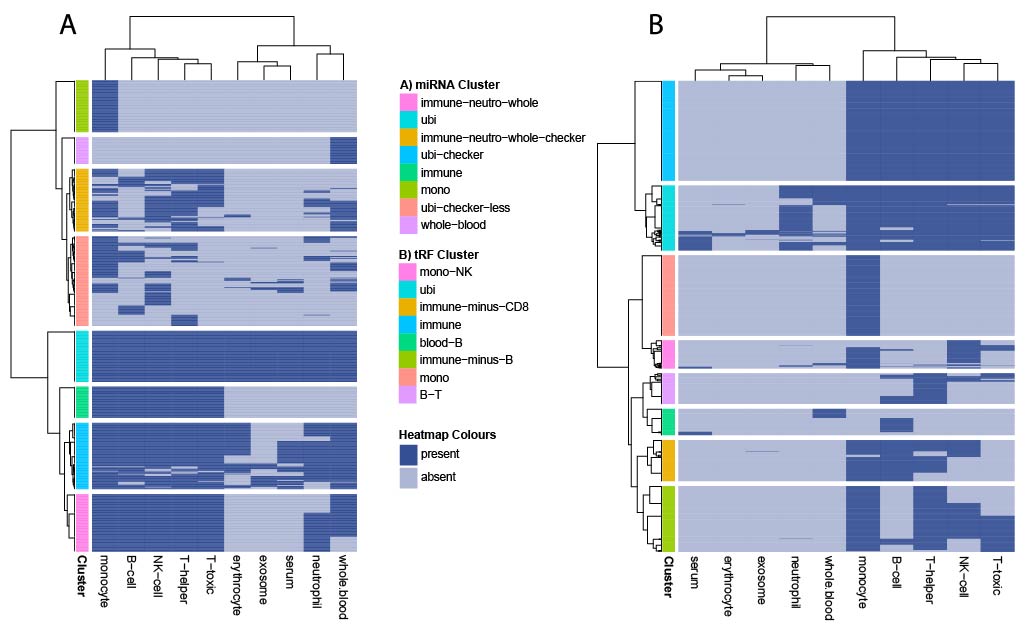 A
B
A) miRNA Cluster
immune-neutro-whole
ubi
immune-neutro-whole-checker
ubi-checker
immune
mono
ubi-checker-less
whole-blood
B) tRF Cluster
mono-NK
ubi
immune-minus-CD8
immune
blood-B
immune-minus-B
mono
B-T
Heatmap Colours
present
absent
Cluster
monocyte
B-cell
NK-cell
T-helper
T-toxic
erythrocyte
exosome
serum
neutrophil
whole.blood
Cluster
serum
erythrocyte
exosome
neutrophil
whole.blood
monocyte
B-cell
T-helper
NK-cell
T-toxic